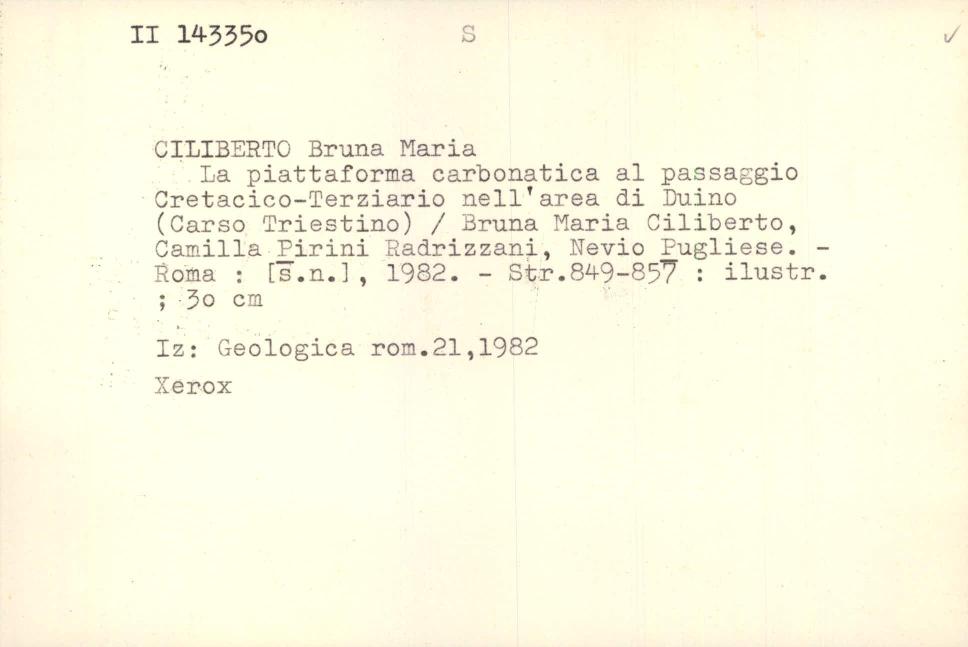 II 143350 S ✓
CILIBERTO Bruna Maria
La piattaforma carbonatica al passaggio
Cretacico-Terziario nell'area di Duino
(Carso Triestino) / Bruna Maria Ciliberto,
Camilla Pirini Radrizzani, Nevio Pugliese. -
Roma : [s.n.], 1982. - Str.849-857 : ilustr.
; 30 cm
Iz: Geologica rom.21,1982
Xerox